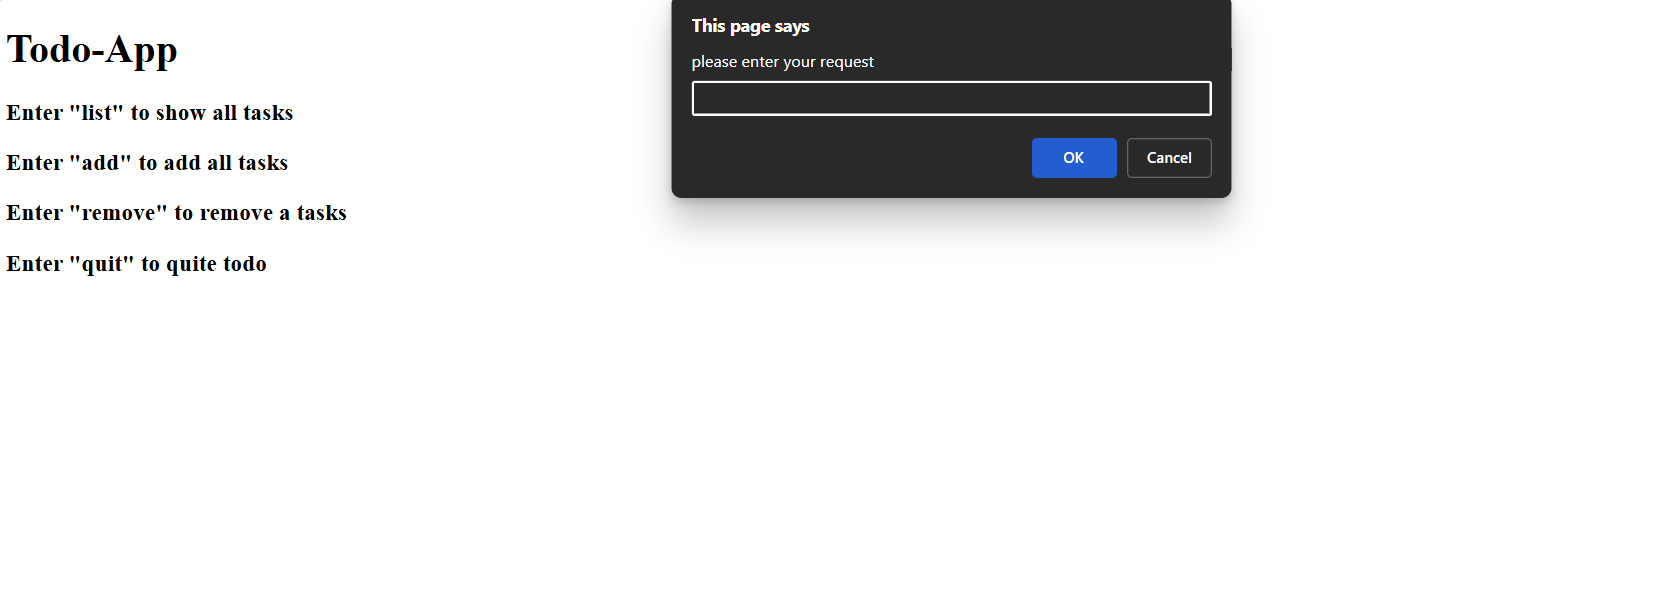 Todo-App
Enter "list" to show all tasks
Enter "add" to add all tasks
Enter "remove" to remove a tasks
Enter "quit" to quite todo
This page says
please enter your request
OK
Cancel